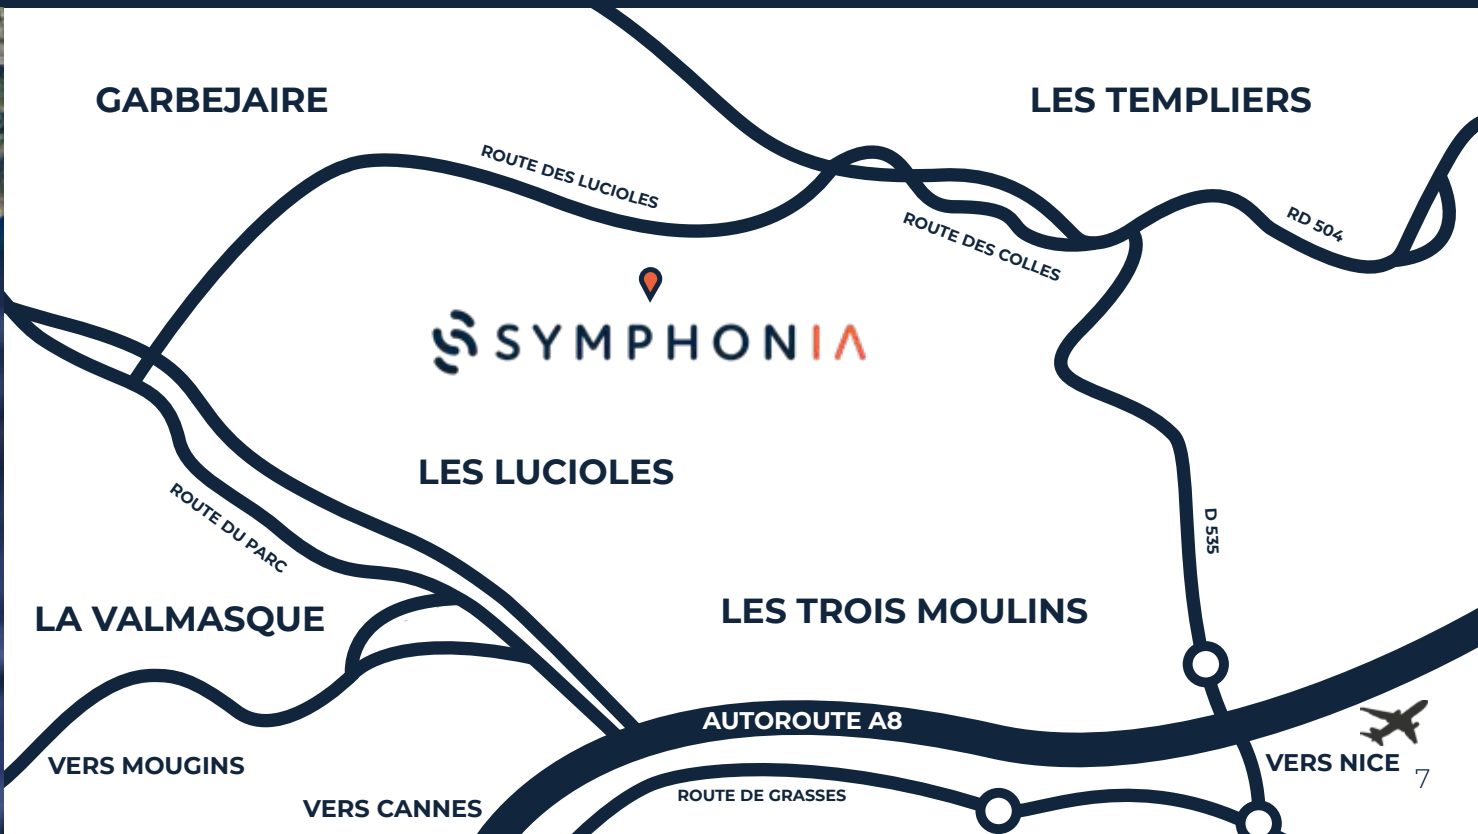 GARBEJAIRE
LES TEMPLIERS
ROUTE DES LUCIOLES
ROUTE DES COLLES
RD 504
SYMPHONIA
LES LUCIOLES
ROUTE DU PARC
D 535
LA VALMASQUE
LES TROIS MOULINS
AUTOROUTE A8
VERS MOUGINS
VERS NICE
7
ROUTE DE GRASSES
VERS CANNES